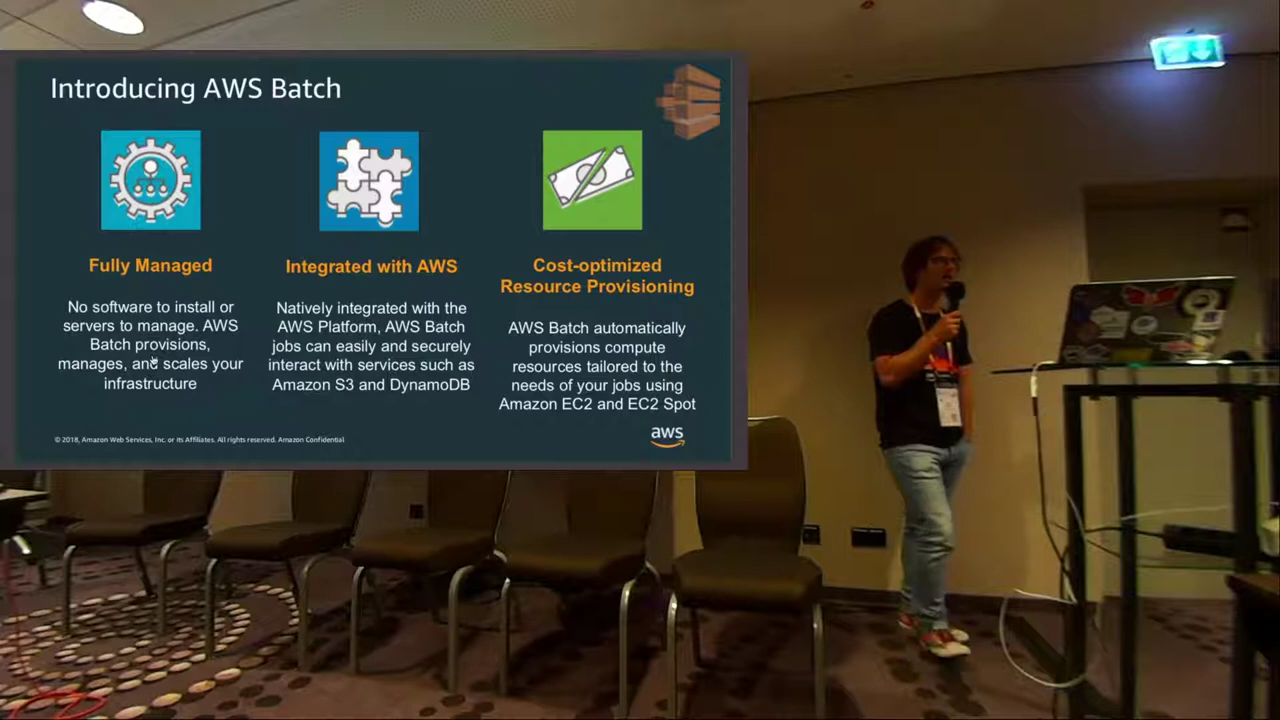 Introducing AWS Batch
Fully Managed
No software to install or
servers to manage. AWS
Batch provisions,
manages, and scales your
infrastructure
Integrated with AWS
Natively integrated with the
AWS Platform, AWS Batch
jobs can easily and securely
interact with services such as
Amazon S3 and DynamoDB
Cost-optimized
Resource Provisioning
AWS Batch automatically
provisions compute
resources tailored to the
needs of your jobs using
Amazon EC2 and EC2 Spot
© 2018, Amazon Web Services, Inc. or its Affiliates. All rights reserved. Amazon Confidential
aws